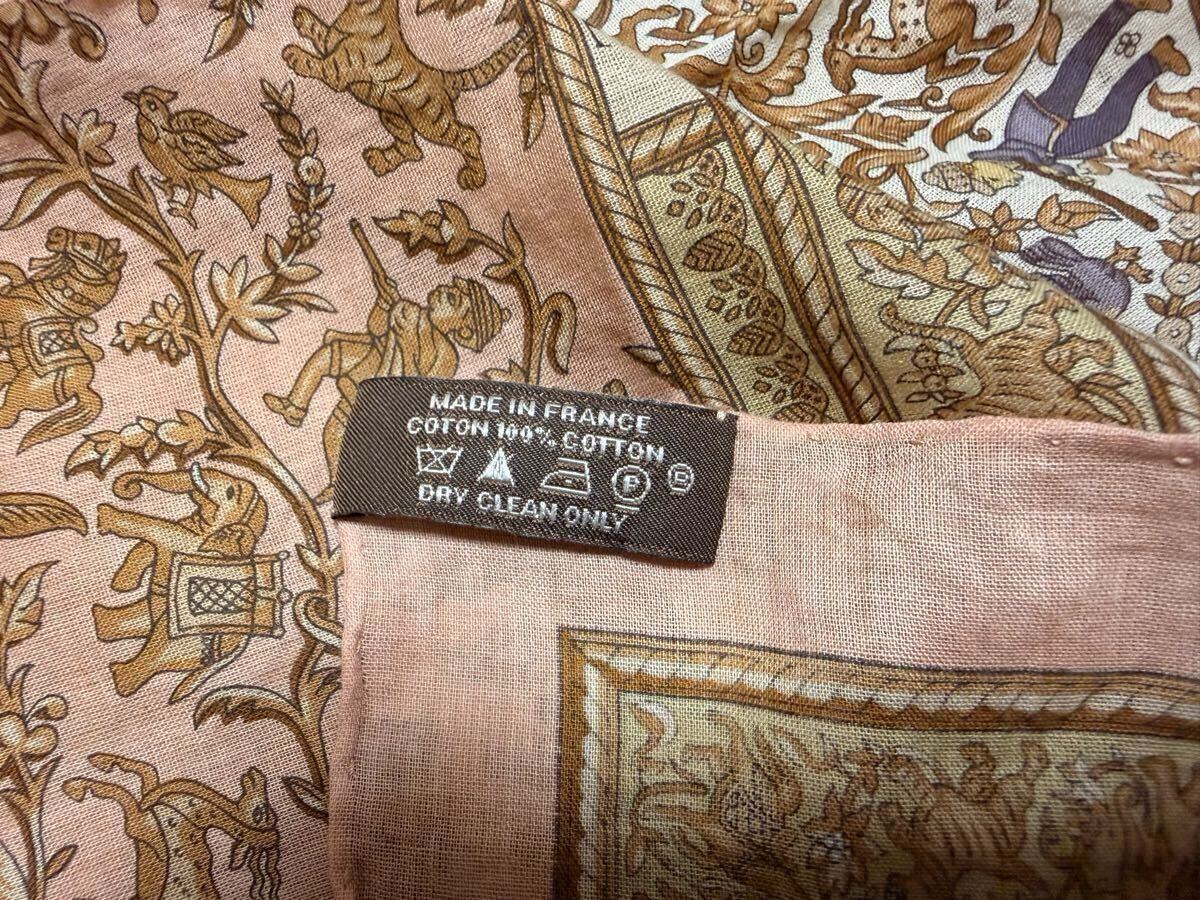 MADE IN FRANCE
COTON 100% COTTON
P E
DRY CLEAN ONLY